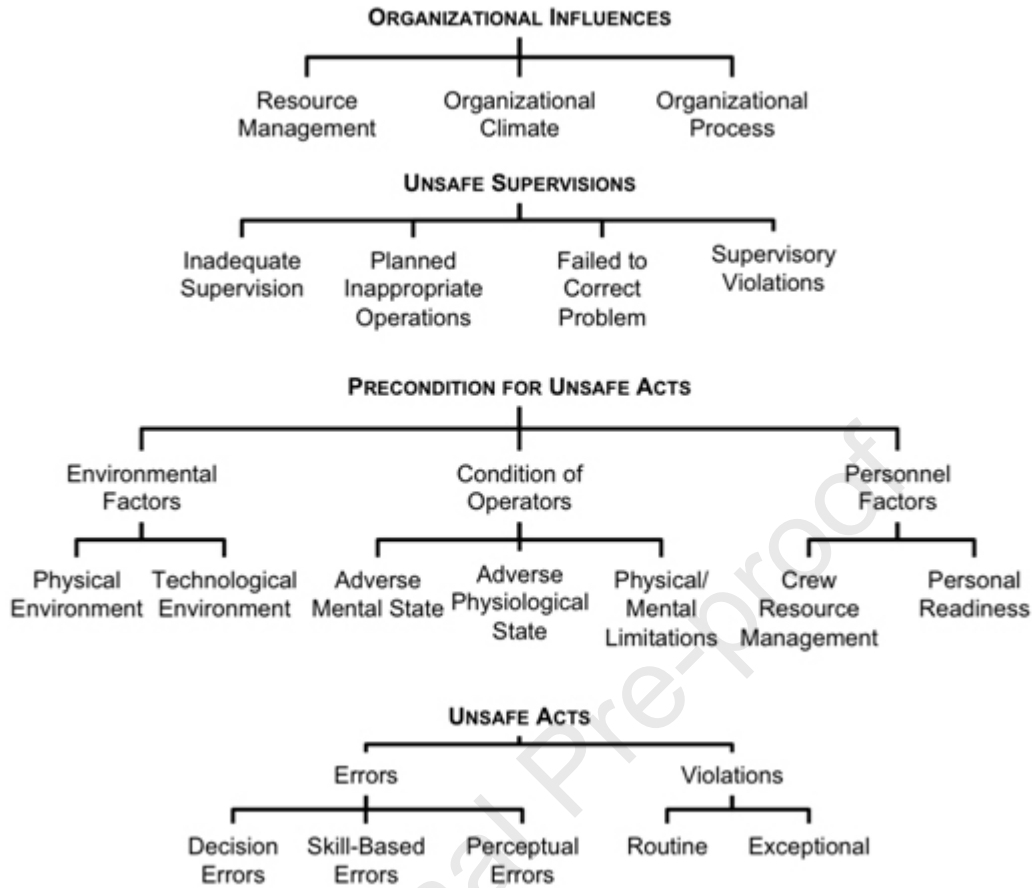 ORGANIZATIONAL INFLUENCES
Resource
Management
Organizational
Climate
Organizational
Process
UNSAFE SUPERVISIONS
Inadequate
Supervision
Planned
Inappropriate
Operations
Failed to
Correct
Problem
Supervisory
Violations
PRECONDITION FOR UNSAFE ACTS
Environmental
Factors
Condition of
Operators
Personnel
Factors
Physical
Environment
Technological
Environment
Adverse
Mental State
Adverse
Physiological
State
Physical/
Mental
Limitations
Crew
Resource
Management
Personal
Readiness
UNSAFE ACTS
Errors
Violations
Decision
Errors
Skill-Based
Errors
Perceptual
Errors
Routine
Exceptional
Pre-proof